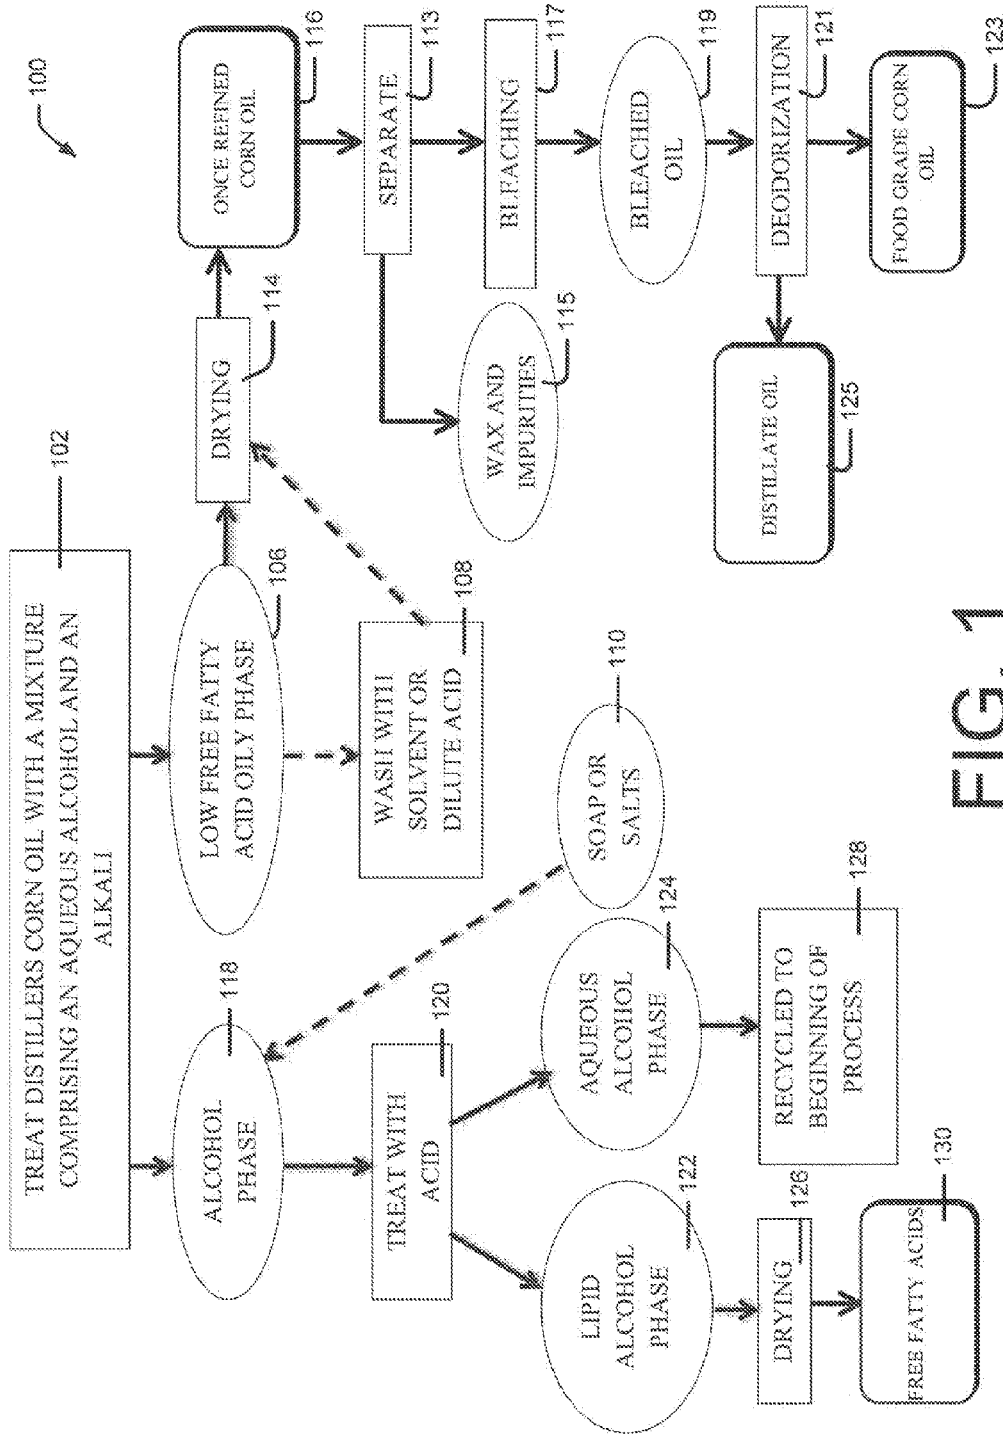 100
TREAT DISTILLERS CORN OIL WITH A MIXTURE
COMPRISING AN AQUEOUS ALCOHOL AND AN
ALKALI
102
ALCOHOL
PHASE
118
LOW FREE FATTY
ACID OILY PHASE
106
DRYING
114
ONCE REFINED
CORN OIL
116
TREAT WITH
ACID
120
WASH WITH
SOLVENT OR
DILUTE ACID
108
SEPARATE
113
WAX AND
IMPURITIES
115
BLEACHING
117
LIPID
ALCOHOL
PHASE
122
AQUEOUS
ALCOHOL
PHASE
124
SOAP OR
SALTS
110
BLEACHED
OIL
119
DRYING
126
RECYCLED TO
BEGINNING OF
PROCESS
128
DISTILLATE OIL
125
DEODORIZATION
121
FREE FATTY ACIDS
130
FOOD GRADE CORN
OIL
123
FIG. 1